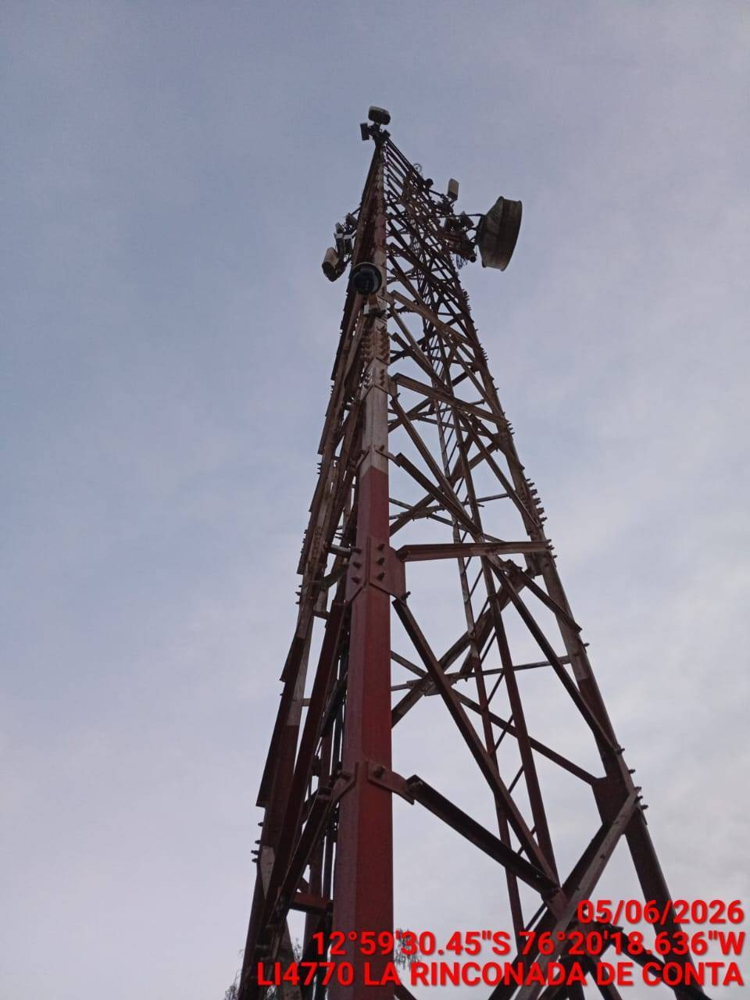 05/06/2026
12°59'30.45"S 76°20'18.636"W
LI4770 LA RINCONADA DE CONTA